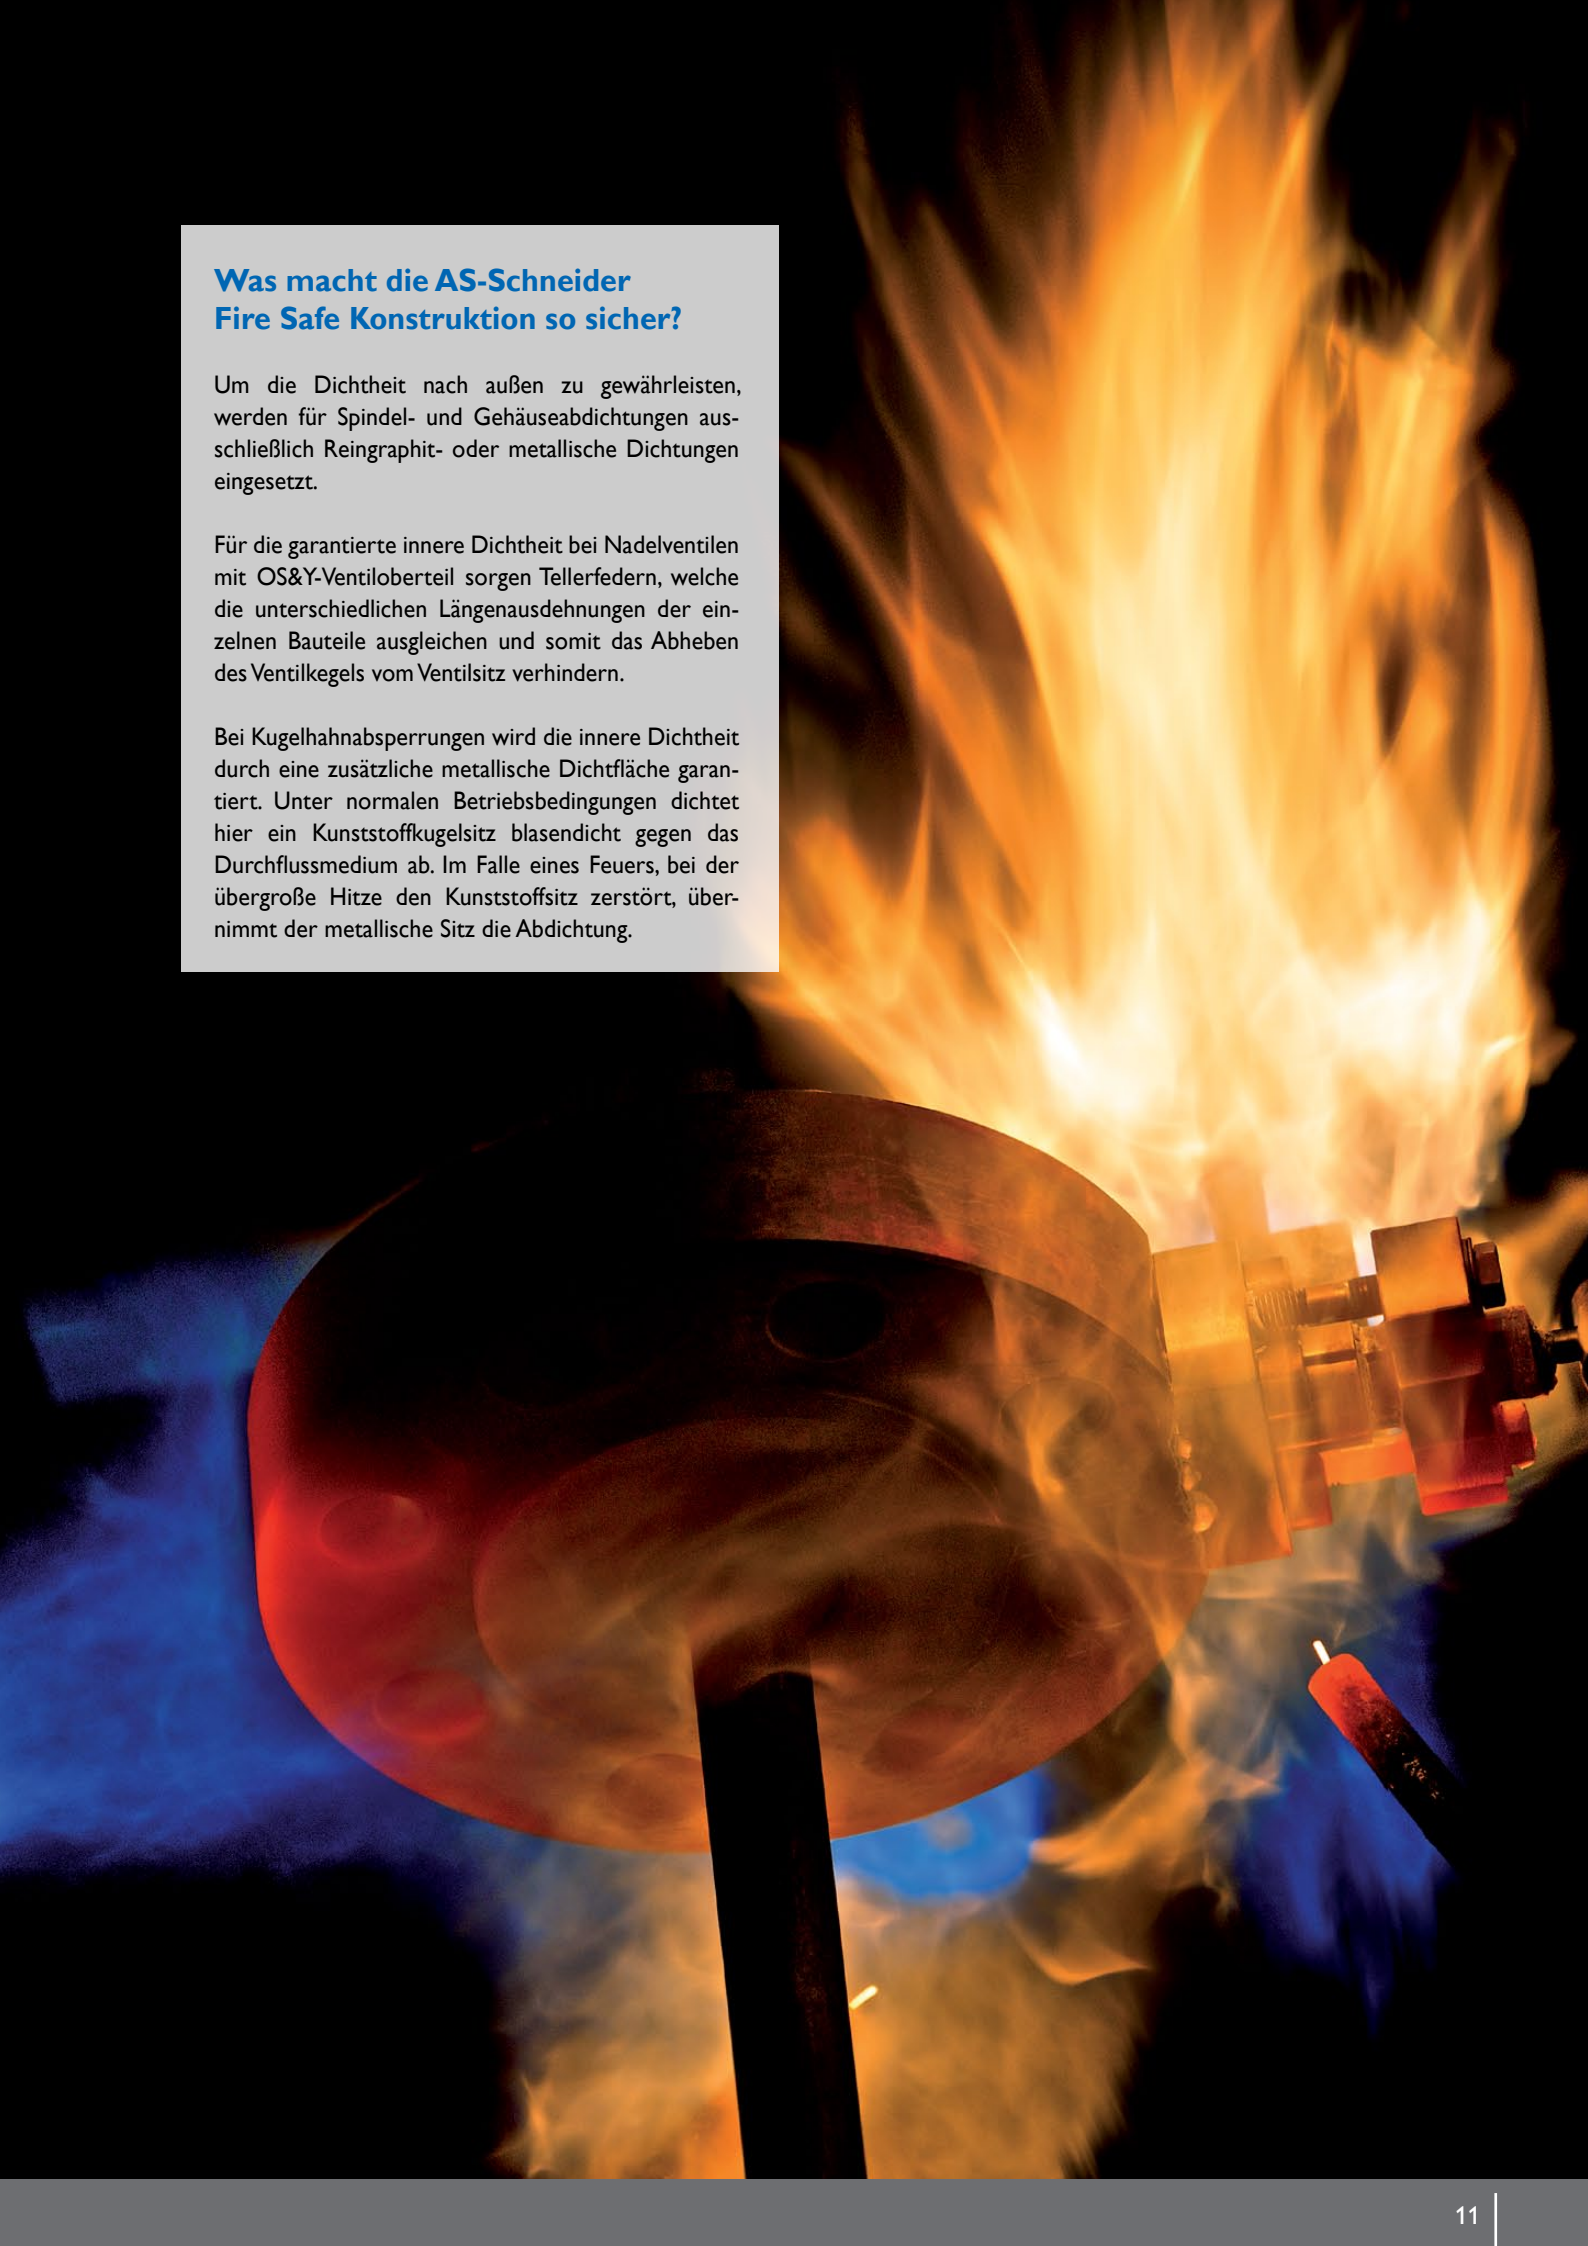 Was macht die AS-Schneider
Fire Safe Konstruktion so sicher?
Um die Dichtheit nach außen zu gewährleisten,
werden für Spindel- und Gehäuseabdichtungen aus-
schließlich Reingraphit- oder metallische Dichtungen
eingesetzt.
Für die garantierte innere Dichtheit bei Nadelventilen
mit OS&Y-Ventiloberteil sorgen Tellerfedern, welche
die unterschiedlichen Längenausdehnungen der ein-
zelnen Bauteile ausgleichen und somit das Abheben
des Ventilkegels vom Ventilsitz verhindern.
Bei Kugelhahnabsperrungen wird die innere Dichtheit
durch eine zusätzliche metallische Dichtfläche garan-
tiert. Unter normalen Betriebsbedingungen dichtet
hier ein Kunststoffkugelsitz blasendicht gegen das
Durchflussmedium ab. Im Falle eines Feuers, bei der
übergroße Hitze den Kunststoffsitz zerstört, über-
nimmt der metallische Sitz die Abdichtung.
11